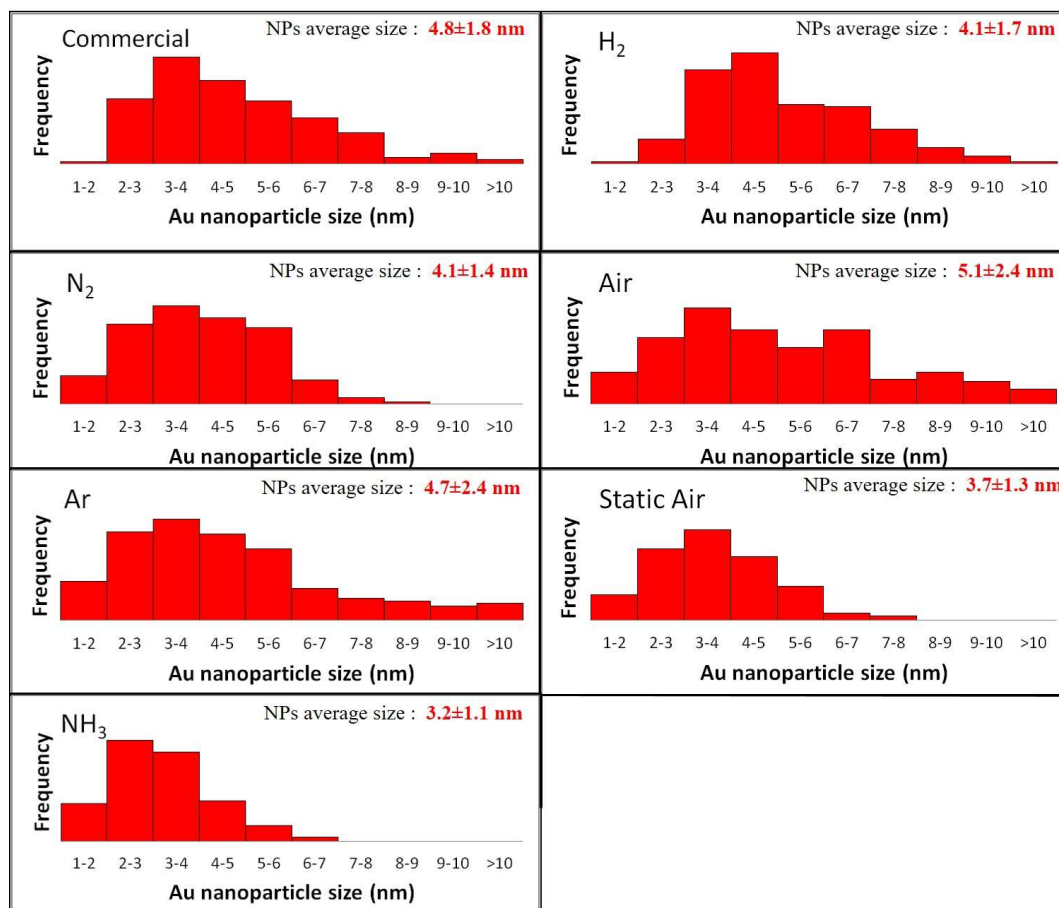 Commercial
NPs average size : 4.8±1.8 nm
Frequency
1-2 2-3 3-4 4-5 5-6 6-7 7-8 8-9 9-10 >10
Au nanoparticle size (nm)
H₂
NPs average size : 4.1±1.7 nm
Frequency
1-2 2-3 3-4 4-5 5-6 6-7 7-8 8-9 9-10 >10
Au nanoparticle size (nm)
N₂
NPs average size : 4.1±1.4 nm
Frequency
1-2 2-3 3-4 4-5 5-6 6-7 7-8 8-9 9-10 >10
Au nanoparticle size (nm)
Air
NPs average size : 5.1±2.4 nm
Frequency
1-2 2-3 3-4 4-5 5-6 6-7 7-8 8-9 9-10 >10
Au nanoparticle size (nm)
Ar
NPs average size : 4.7±2.4 nm
Frequency
1-2 2-3 3-4 4-5 5-6 6-7 7-8 8-9 9-10 >10
Au nanoparticle size (nm)
Static Air
NPs average size : 3.7±1.3 nm
Frequency
1-2 2-3 3-4 4-5 5-6 6-7 7-8 8-9 9-10 >10
Au nanoparticle size (nm)
NH₃
NPs average size : 3.2±1.1 nm
Frequency
1-2 2-3 3-4 4-5 5-6 6-7 7-8 8-9 9-10 >10
Au nanoparticle size (nm)